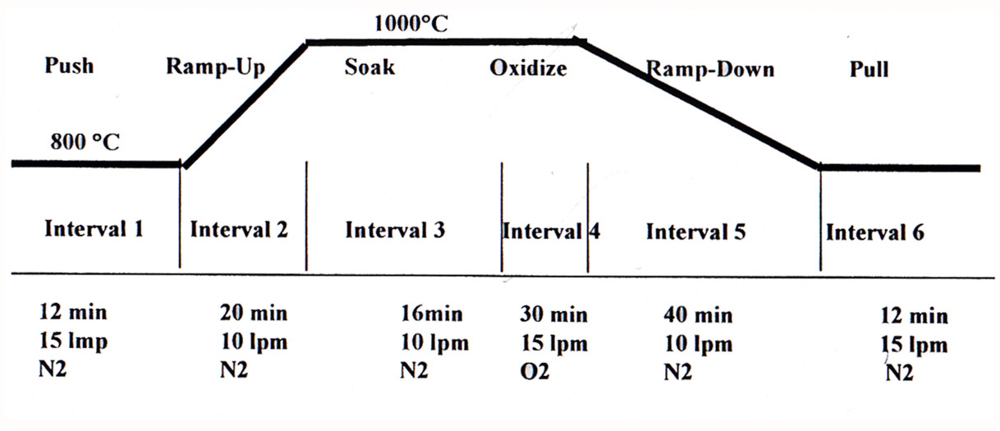 1000°C
Push Ramp-Up Soak Oxidize Ramp-Down Pull
800 °C
Interval 1 Interval 2 Interval 3 Interval 4 Interval 5 Interval 6
12 min 20 min 16min 30 min 40 min 12 min
15 lmp 10 lpm 10 lpm 15 lpm 10 lpm 15 lpm
N2 N2 N2 O2 N2 N2